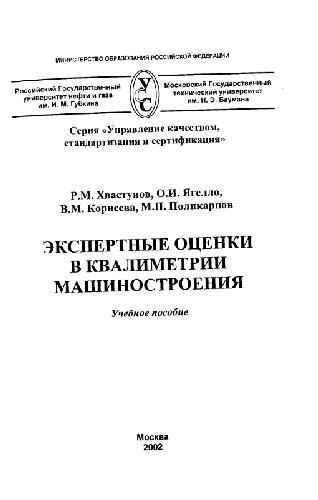 МИНИСТЕРСТВО ОБРАЗОВАНИЯ РОССИЙСКОЙ ФЕДЕРАЦИИ
Российский Государственный
университет нефти и газа
им. И. М. Губкина
У
С
Московский Государственный
технический университет
им. Н. Э. Баумана
Серия «Управление качеством,
стандартизация и сертификация»
Р.М. Хвастунов, О.И. Ягелло,
В.М. Корнеева, М.П. Поликарпов
ЭКСПЕРТНЫЕ ОЦЕНКИ
В КВАЛИМЕТРИИ
МАШИНОСТРОЕНИЯ
Учебное пособие
Москва
2002